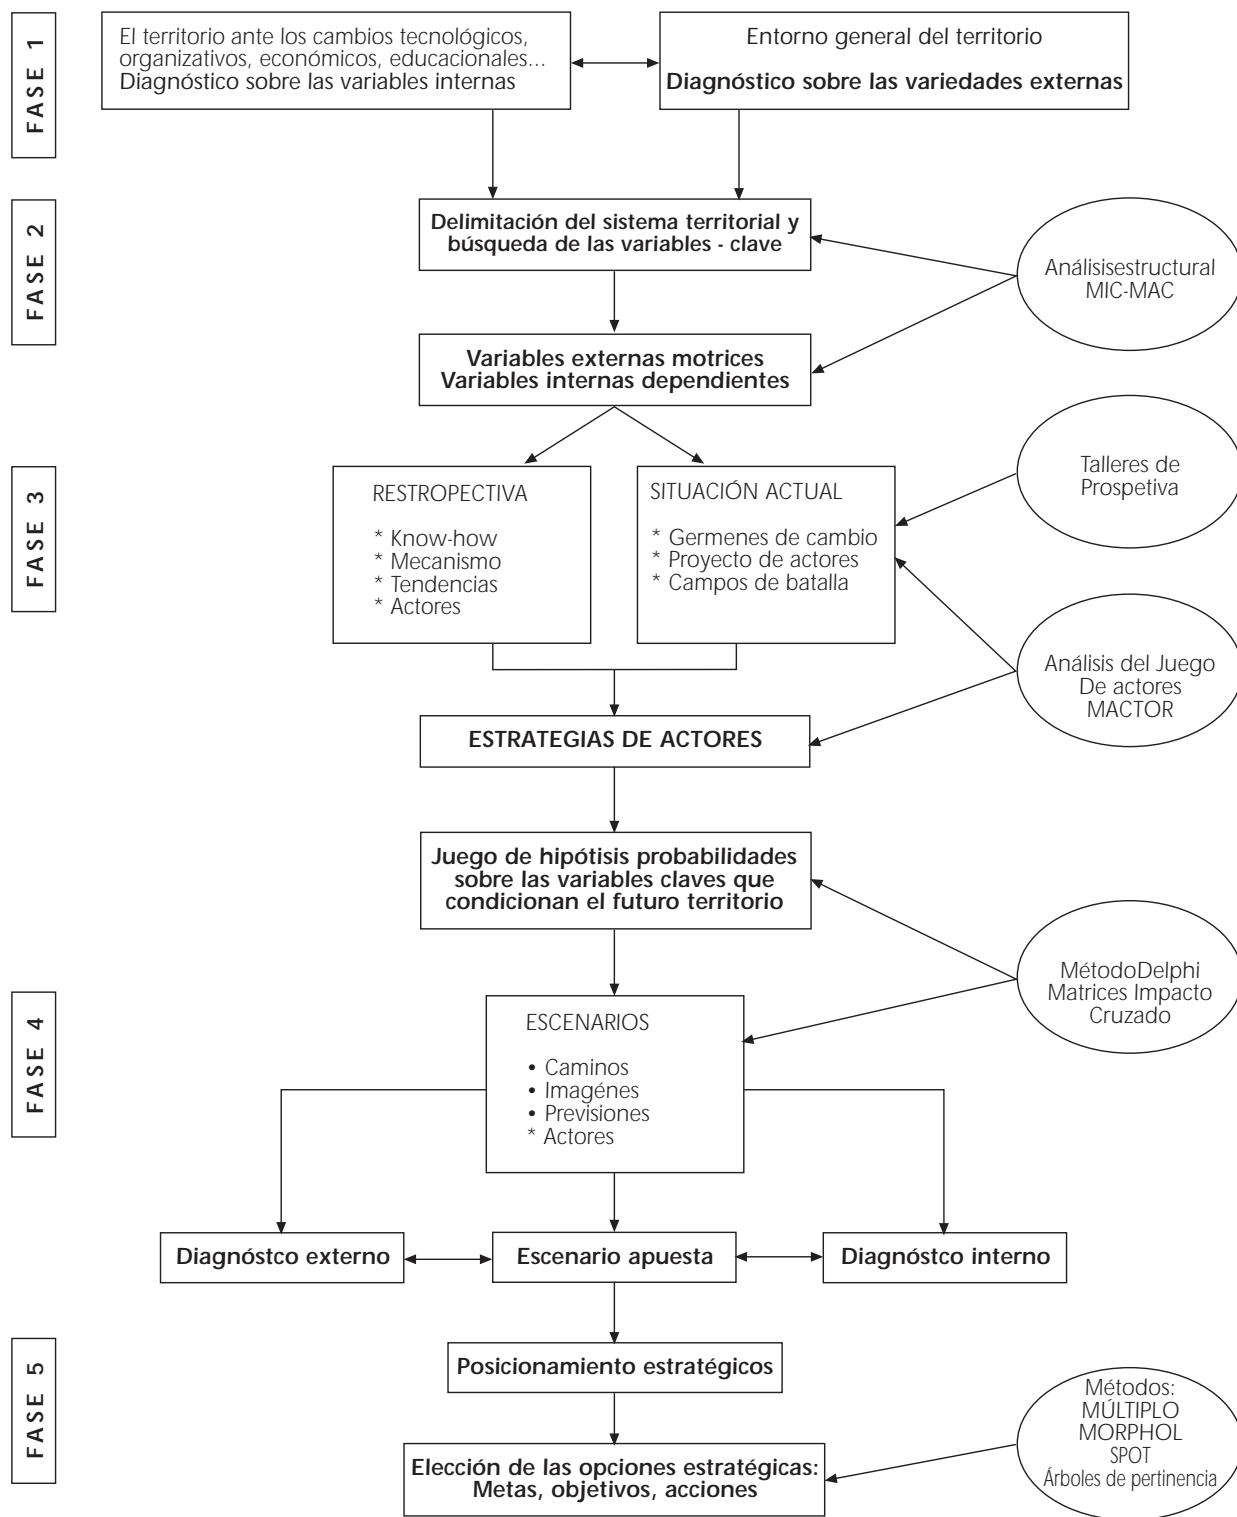 FASE 1
El territorio ante los cambios tecnológicos,
organizativos, económicos, educacionales...
Diagnóstico sobre las variables internas
Entorno general del territorio
Diagnóstico sobre las variedades externas
FASE 2
Delimitación del sistema territorial y
búsqueda de las variables - clave
Análisisestructural
MIC-MAC
Variables externas motrices
Variables internas dependientes
FASE 3
RESTROPECTIVA
* Know-how
* Mecanismo
* Tendencias
* Actores
SITUACIÓN ACTUAL
* Germenes de cambio
* Proyecto de actores
* Campos de batalla
Talleres de
Prospetiva
Análisis del Juego
De actores
MACTOR
ESTRATEGIAS DE ACTORES
Juego de hipótisis probabilidades
sobre las variables claves que
condicionan el futuro territorio
FASE 4
ESCENARIOS
• Caminos
• Imagénes
• Previsiones
* Actores
MétodoDelphi
Matrices Impacto
Cruzado
Diagnóstco externo
Escenario apuesta
Diagnóstco interno
FASE 5
Posicionamiento estratégicos
Elección de las opciones estratégicas:
Metas, objetivos, acciones
Métodos:
MÚLTIPLO
MORPHOL
SPOT
Árboles de pertinencia